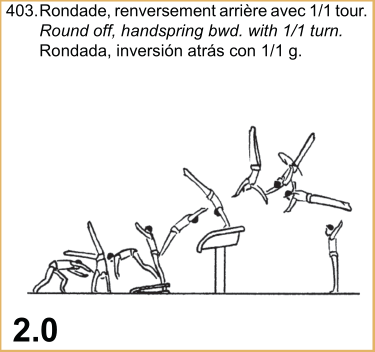 403. Rondade, renversement arrière avec 1/1 tour.
Round off, handspring bwd. with 1/1 turn.
Rondada, inversión atrás con 1/1 g.
2.0